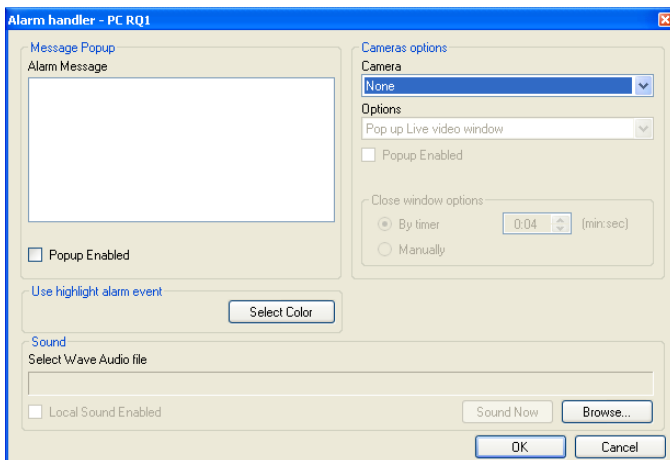 Alarm handler - PC RQ1
Message Popup
Alarm Message
Popup Enabled
Cameras options
Camera
None
Options
Pop up Live video window
Popup Enabled
Close window options
By timer
0:04
(min:sec)
Manually
Use highlight alarm event
Select Color
Sound
Select Wave Audio file
Local Sound Enabled
Sound Now
Browse...
OK
Cancel